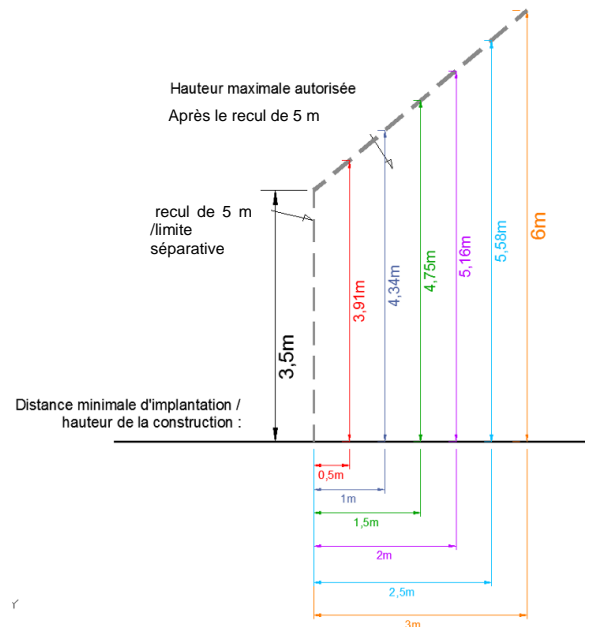 Hauteur maximale autorisée
Après le recul de 5 m
recul de 5 m
/limite
séparative
3,5m
3,91m
4,34m
4,75m
5,16m
5,58m
6m
Distance minimale d'implantation /
hauteur de la construction :
0,5m
1m
1,5m
2m
2,5m
3m